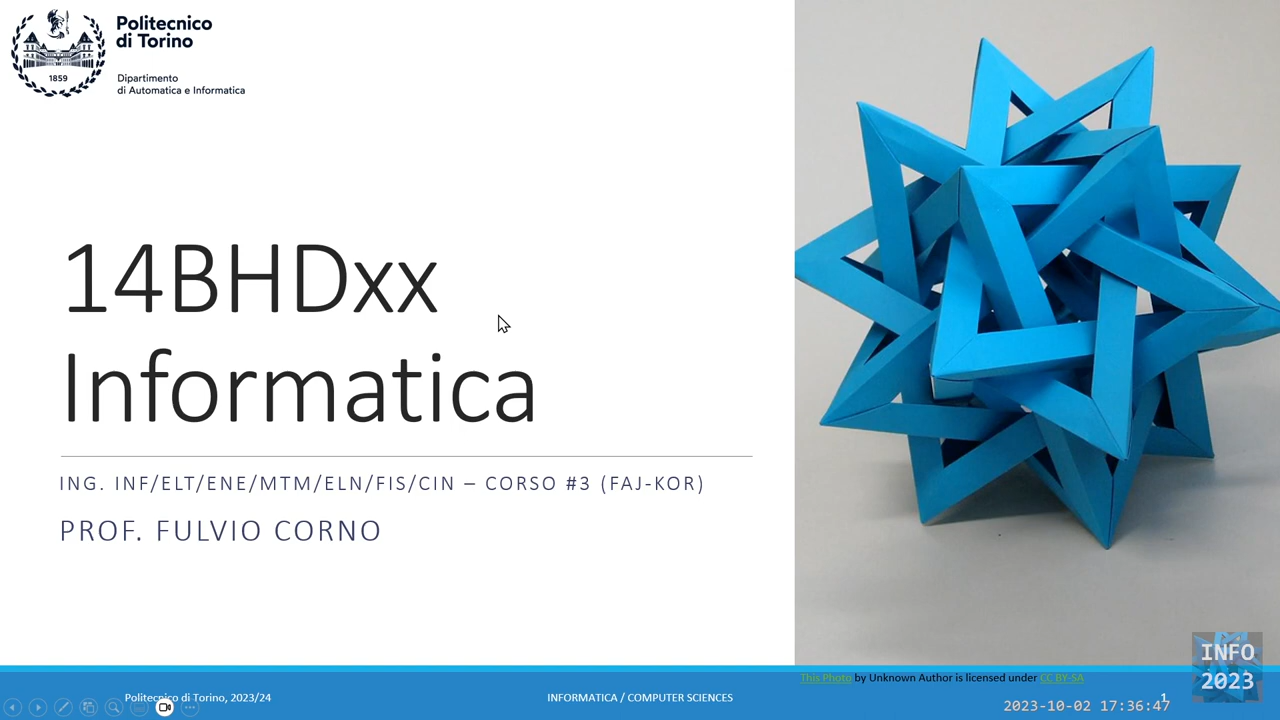 Politecnico
di Torino
1859
Dipartimento
di Automatica e Informatica
14BHDxx
Informatica
ING. INF/ELT/ENE/MTM/ELN/FIS/CIN – CORSO #3 (FAJ-KOR)
PROF. FULVIO CORNO
This Photo by Unknown Author is licensed under CC BY-SA
INFO
2023
Politecnico di Torino, 2023/24
INFORMATICA / COMPUTER SCIENCES
1
2023-10-02 17:36:47